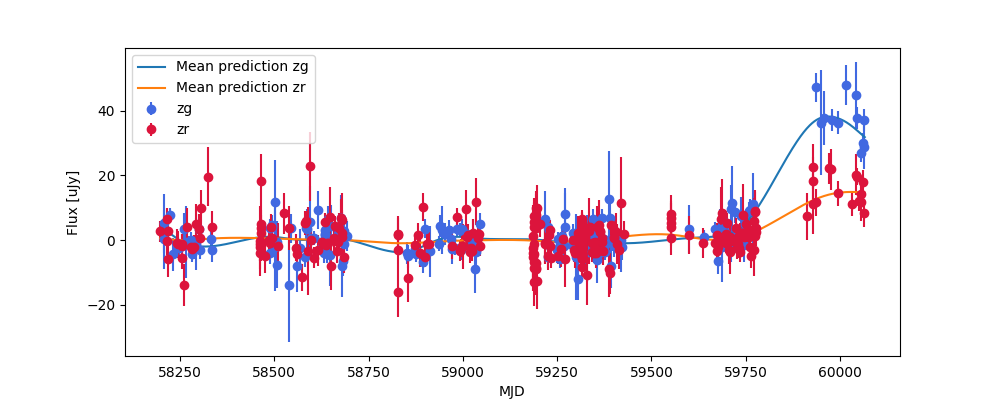 Mean prediction zg
Mean prediction zr
zg
zr
Flux [uJy]
40
20
0
−20
58250 58500 58750 59000 59250 59500 59750 60000
MJD